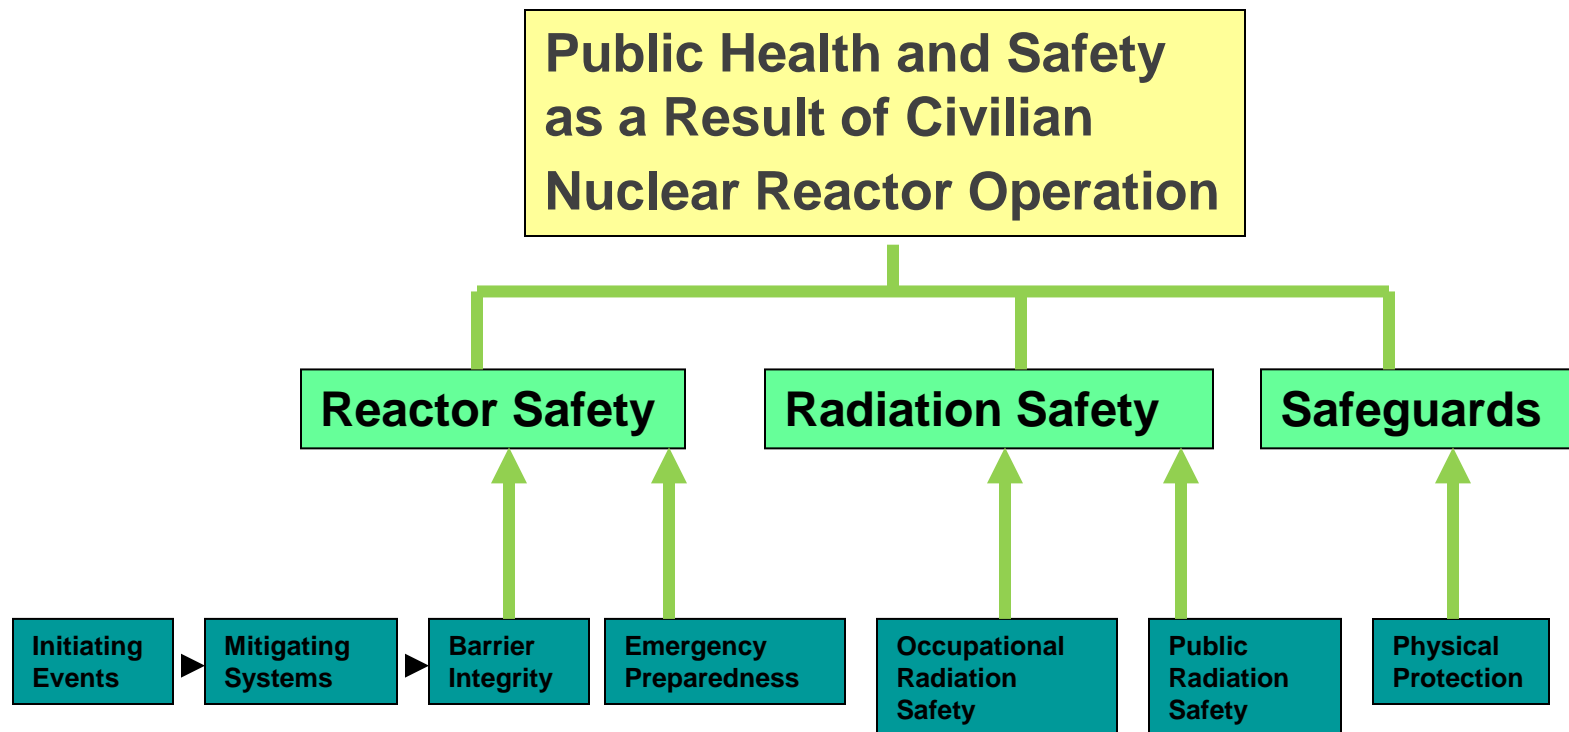 Public Health and Safety
as a Result of Civilian
Nuclear Reactor Operation
Reactor Safety
Radiation Safety
Safeguards
Initiating
Events
Mitigating
Systems
Barrier
Integrity
Emergency
Preparedness
Occupational
Radiation
Safety
Public
Radiation
Safety
Physical
Protection